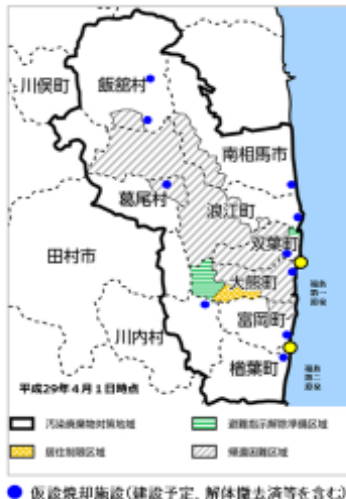 川俣町
飯舘村
南相馬市
葛尾村
浪江町
双葉町
田村市
大熊町
福島第一原発
富岡町
川内村
楢葉町
福島第二原発
平成29年4月1日時点
汚染廃棄物対策地域
避難指示解除準備区域
居住制限区域
帰還困難区域
仮設焼却施設(建設予定、解体撤去済等を含む)